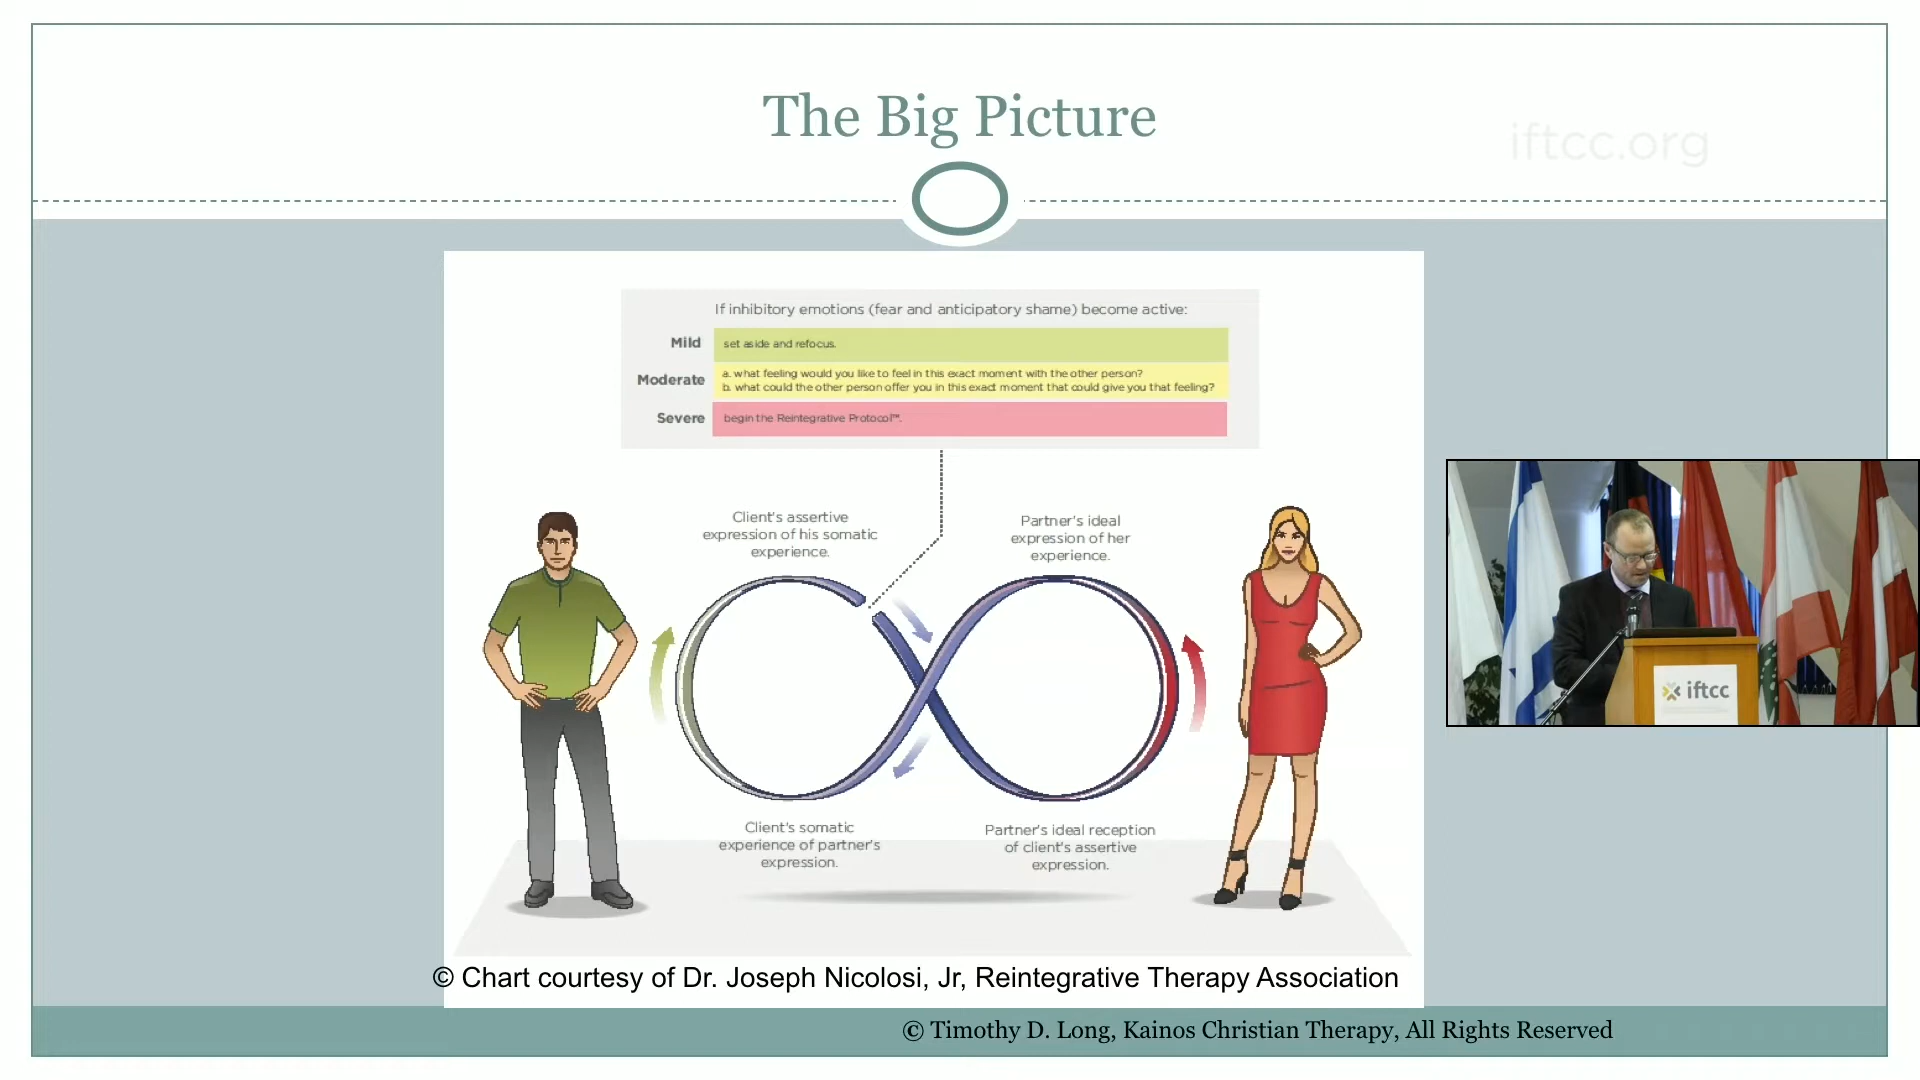 The Big Picture
iftcc.org
If inhibitory emotions (fear and anticipatory shame) become active:
Mild
set aside and refocus.
Moderate
a. what feeling would you like to feel in this exact moment with the other person?
b. what could the other person offer you in this exact moment that could give you that feeling?
Severe
begin the Reintegrative Protocol™.
Client's assertive
expression of his somatic
experience.
Partner's ideal
expression of her
experience.
Client's somatic
experience of partner's
expression.
Partner's ideal reception
of client's assertive
expression.
iftcc
© Chart courtesy of Dr. Joseph Nicolosi, Jr, Reintegrative Therapy Association
© Timothy D. Long, Kainos Christian Therapy, All Rights Reserved